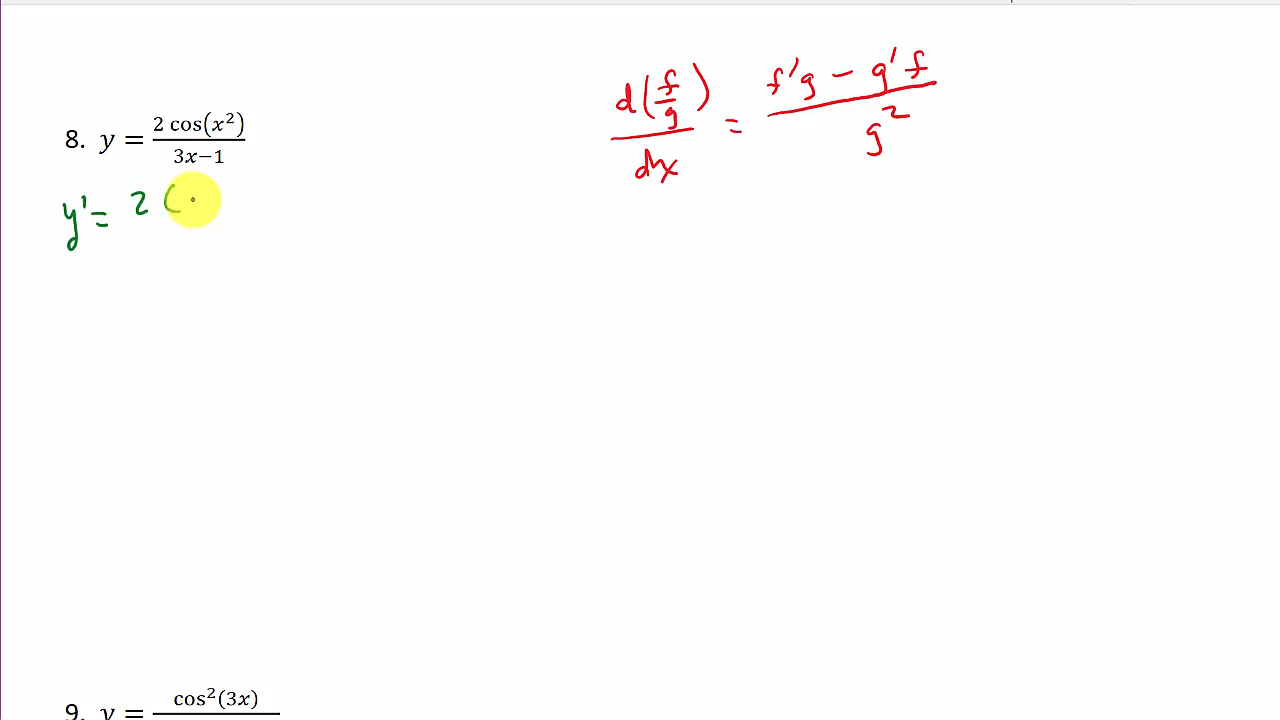 d(f/g)/dx = (f'g - g'f)/g²
8. y = 2 cos(x²)/3x−1
y' = 2 (
9. y = cos²(3x)